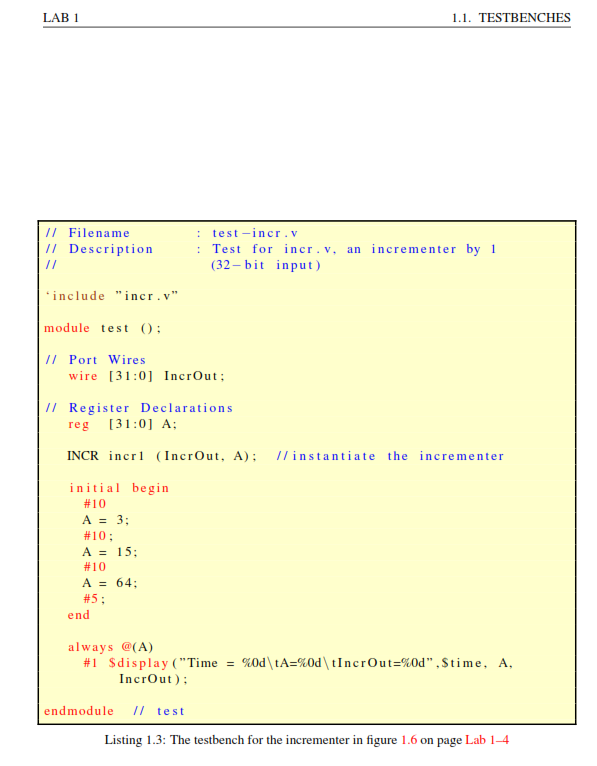 LAB 1 1.1. TESTBENCHES
// Filename : test-incr.v
// Description : Test for incr.v, an incrementer by 1
// (32-bit input)
‘include ”incr.v”
module test ();
// Port Wires
wire [31:0] IncrOut;
// Register Declarations
reg [31:0] A;
INCR incr1 (IncrOut, A); //instantiate the incrementer
initial begin
#10
A = 3;
#10;
A = 15;
#10
A = 64;
#5;
end
always @(A)
#1 $display(”Time = %0d\tA=%0d\tIncrOut=%0d”,$time, A,
IncrOut);
endmodule // test
Listing 1.3: The testbench for the incrementer in figure 1.6 on page Lab 1–4